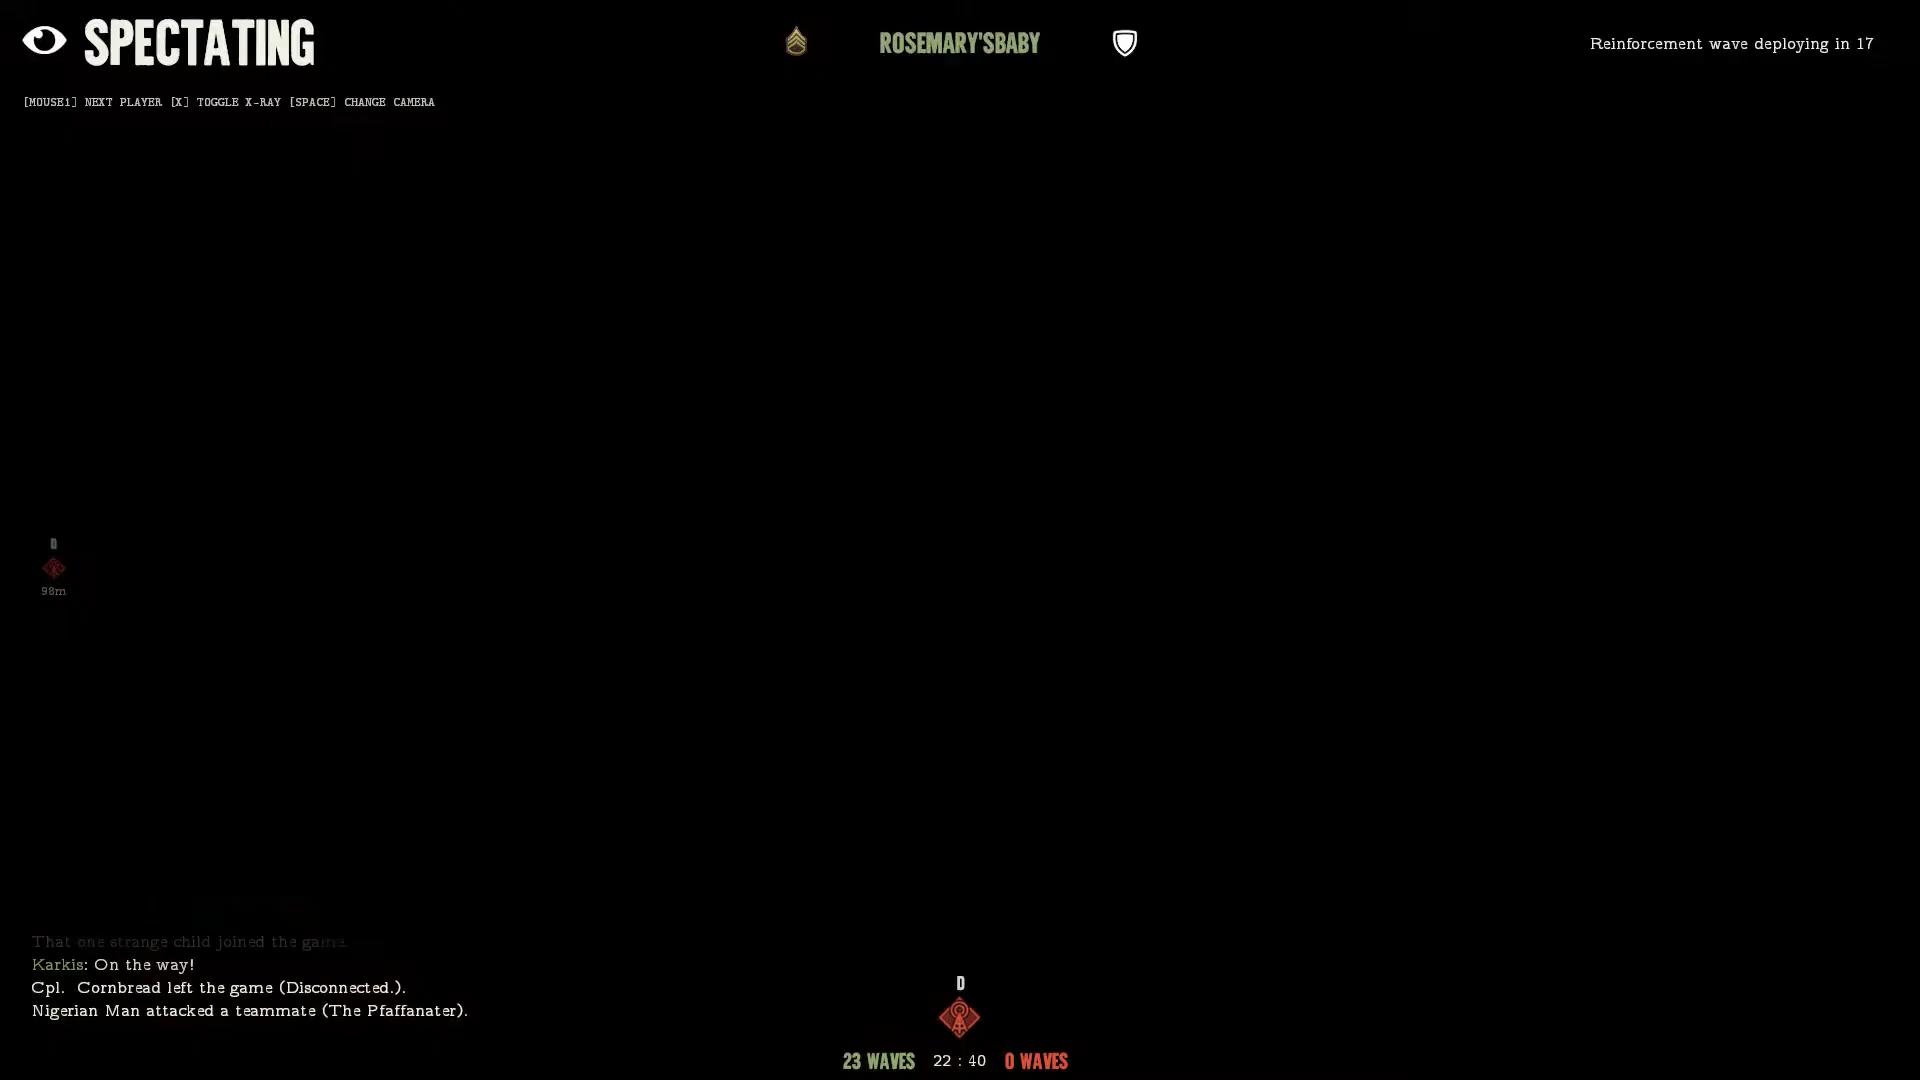 SPECTATING
ROSEMARY'SBABY
Reinforcement wave deploying in 17
[MOUSE1] NEXT PLAYER [X] TOGGLE X-RAY [SPACE] CHANGE CAMERA
D
98m
That one strange child joined the game.
Karkis: On the way!
Cpl. Cornbread left the game (Disconnected.).
Nigerian Man attacked a teammate (The Pfaffanater).
D
23 WAVES 22 : 40 0 WAVES